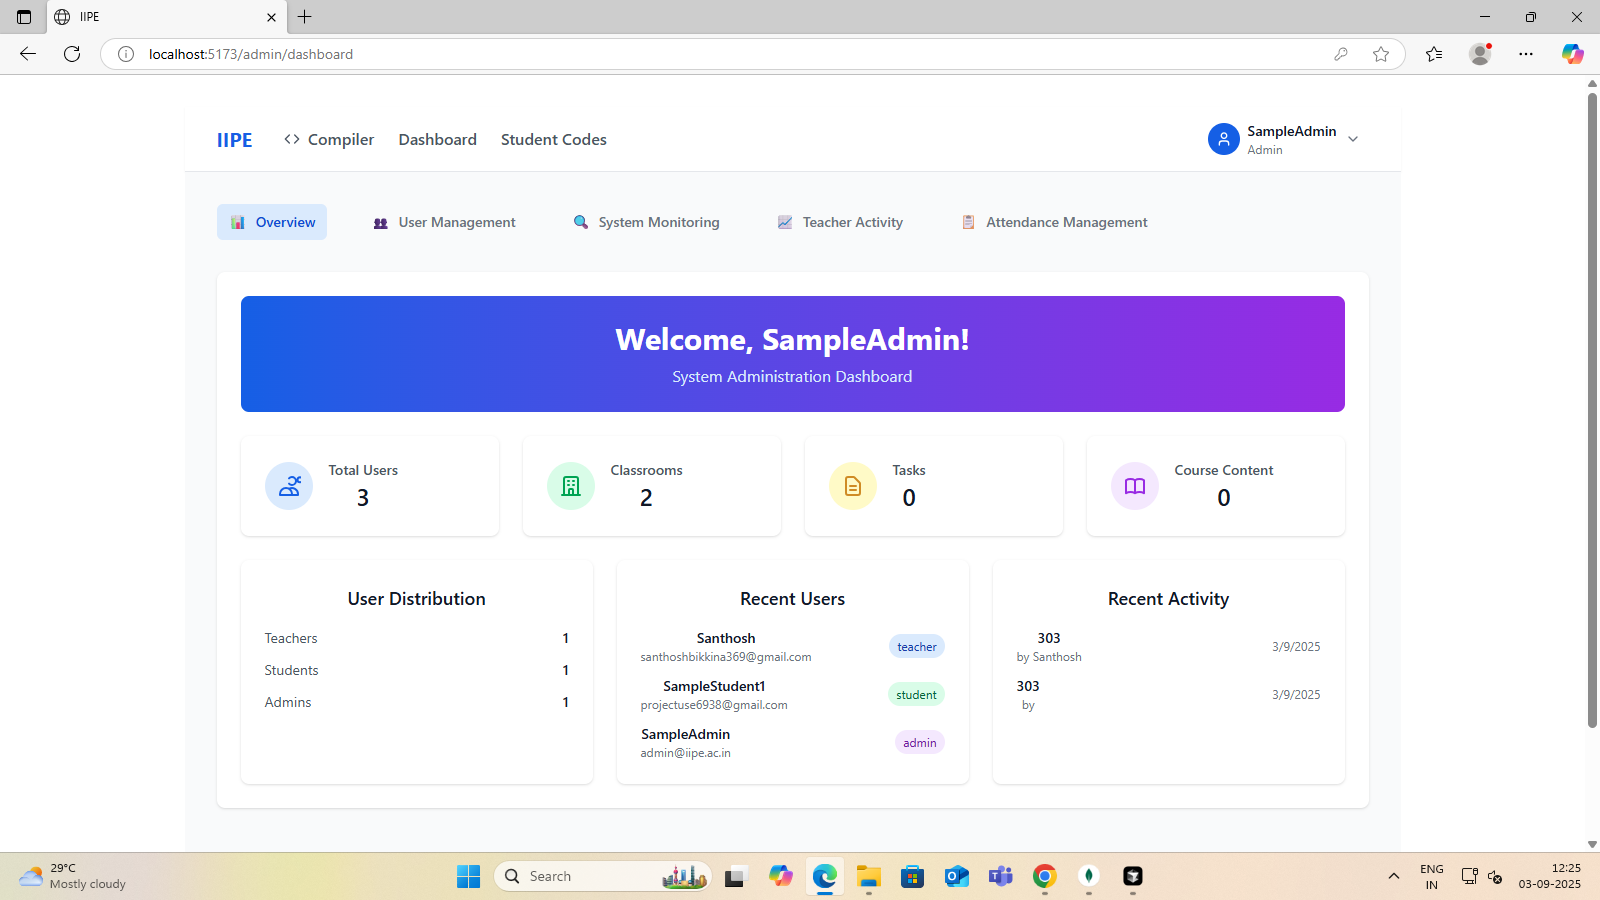 IIPE
localhost:5173/admin/dashboard
IIPE
<> Compiler
Dashboard
Student Codes
SampleAdmin
Admin
Overview
User Management
System Monitoring
Teacher Activity
Attendance Management
Welcome, SampleAdmin!
System Administration Dashboard
Total Users
3
Classrooms
2
Tasks
0
Course Content
0
User Distribution
Teachers 1
Students 1
Admins 1
Recent Users
Santhosh
santhoshbikkina369@gmail.com
teacher
SampleStudent1
projectuse6938@gmail.com
student
SampleAdmin
admin@iipe.ac.in
admin
Recent Activity
303
by Santhosh
3/9/2025
303
by
3/9/2025
29°C
Mostly cloudy
Search
ENG
IN
12:25
03-09-2025